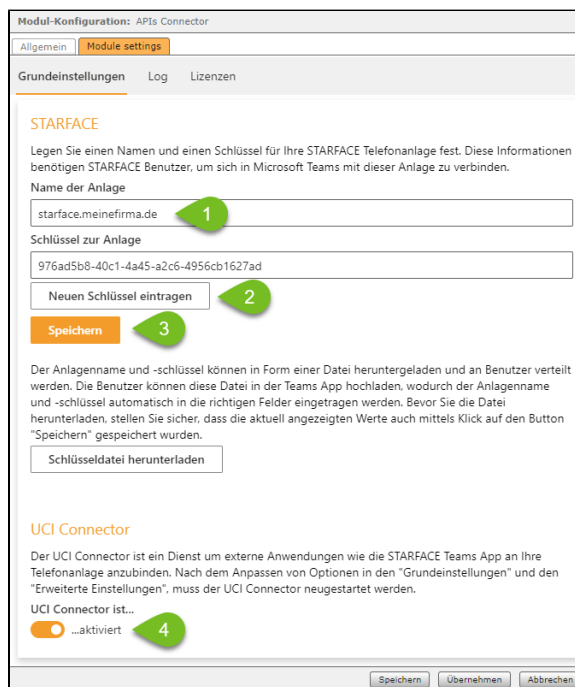 Modul-Konfiguration: APIs Connector
Allgemein Module settings
Grundeinstellungen Log Lizenzen
STARFACE
Legen Sie einen Namen und einen Schlüssel für Ihre STARFACE Telefonanlage fest. Diese Informationen
benötigen STARFACE Benutzer, um sich in Microsoft Teams mit dieser Anlage zu verbinden.
Name der Anlage
starface.meinefirma.de 1
Schlüssel zur Anlage
976ad5b8-40c1-4a45-a2c6-4956cb1627ad
Neuen Schlüssel eintragen 2
Speichern 3
Der Anlagenname und -schlüssel können in Form einer Datei heruntergeladen und an Benutzer verteilt
werden. Die Benutzer können diese Datei in der Teams App hochladen, wodurch der Anlagenname
und -schlüssel automatisch in die richtigen Felder eingetragen werden. Bevor Sie die Datei
herunterladen, stellen Sie sicher, dass die aktuell angezeigten Werte auch mittels Klick auf den Button
"Speichern" gespeichert wurden.
Schlüsseldatei herunterladen
UCI Connector
Der UCI Connector ist ein Dienst um externe Anwendungen wie die STARFACE Teams App an Ihre
Telefonanlage anzubinden. Nach dem Anpassen von Optionen in den "Grundeinstellungen" und den
"Erweiterte Einstellungen", muss der UCI Connector neugestartet werden.
UCI Connector ist...
...aktiviert 4
Speichern Übernehmen Abbrechen